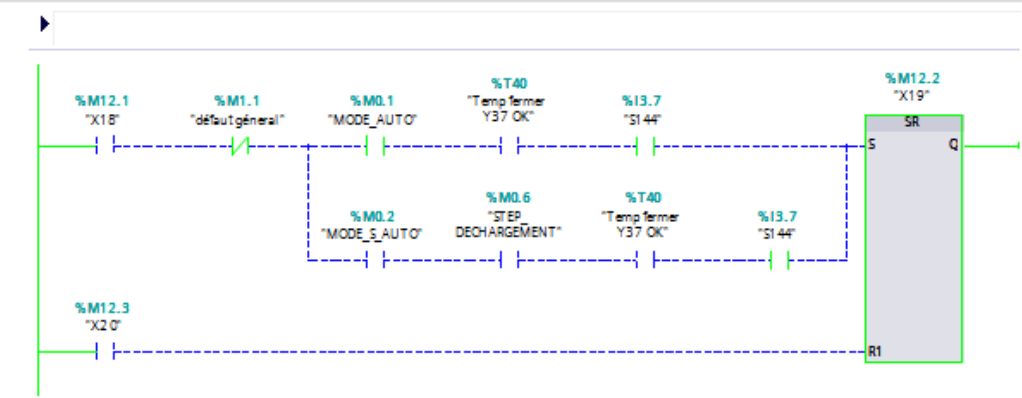 %M12.1
"X18"
%M1.1
"défaut géneral"
%M0.1
"MODE_AUTO"
%T40
"Temp fermer
Y37 OK"
%I3.7
"S144"
%M12.2
"X19"
SR
S
Q
%M0.2
"MODE_S_AUTO"
%M0.6
"STEP_
DECHARGEMENT"
%T40
"Temp fermer
Y37 OK"
%I3.7
"S144"
%M12.3
"X20"
R1